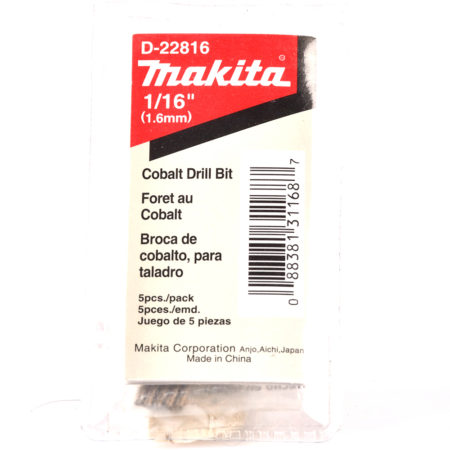 D-22816
makita
1/16"
(1.6mm)
Cobalt Drill Bit
Foret au
Cobalt
Broca de
cobalto, para
taladro
5pcs./pack
5pces./emd.
Juego de 5 piezas
0 88381 31168 7
Makita Corporation Anjo,Aichi,Japan
Made in China